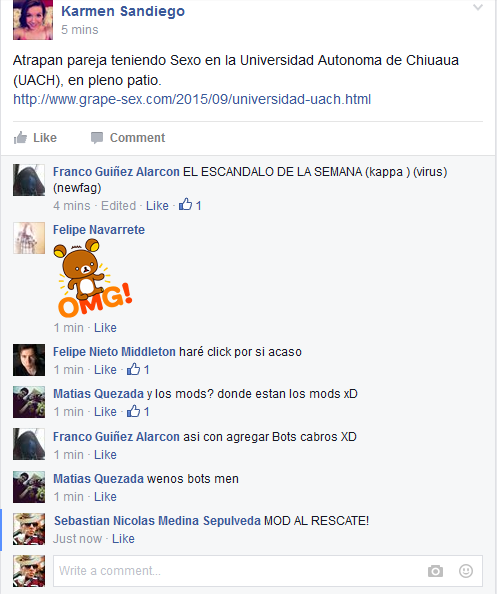 Karmen Sandiego
5 mins
Atrapan pareja teniendo Sexo en la Universidad Autonoma de Chiuaua
(UACH), en pleno patio.
http://www.grape-sex.com/2015/09/universidad-uach.html
Like Comment
Franco Guiñez Alarcon EL ESCANDALO DE LA SEMANA (kappa ) (virus)
(newfag)
4 mins · Edited · Like · 1
Felipe Navarrete
OMG!
1 min · Like
Felipe Nieto Middleton haré click por si acaso
1 min · Like · 1
Matias Quezada y los mods? donde estan los mods xD
1 min · Like · 1
Franco Guiñez Alarcon asi con agregar Bots cabros XD
1 min · Like
Matias Quezada wenos bots men
1 min · Like
Sebastian Nicolas Medina Sepulveda MOD AL RESCATE!
Just now · Like
Write a comment...